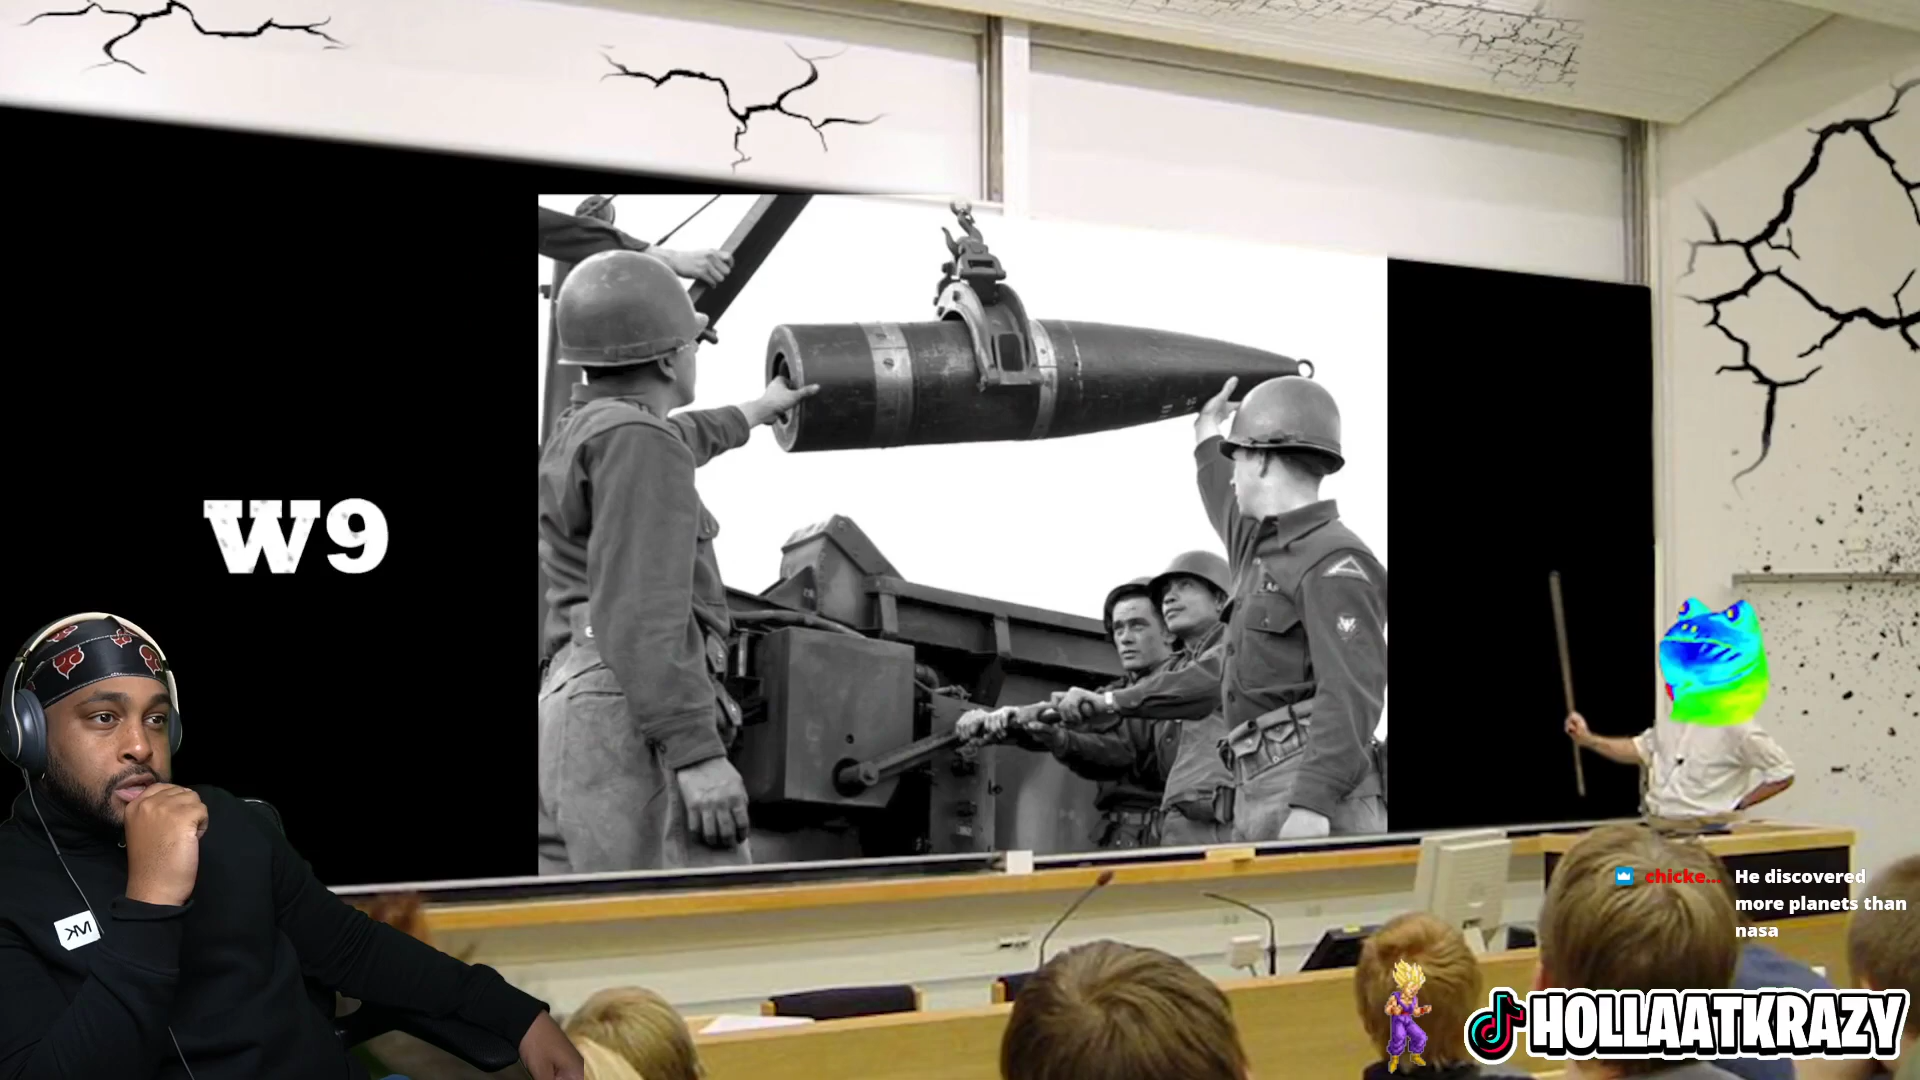 W9
chicke... He discovered
more planets than
nasa
HOLLAATKRAZY